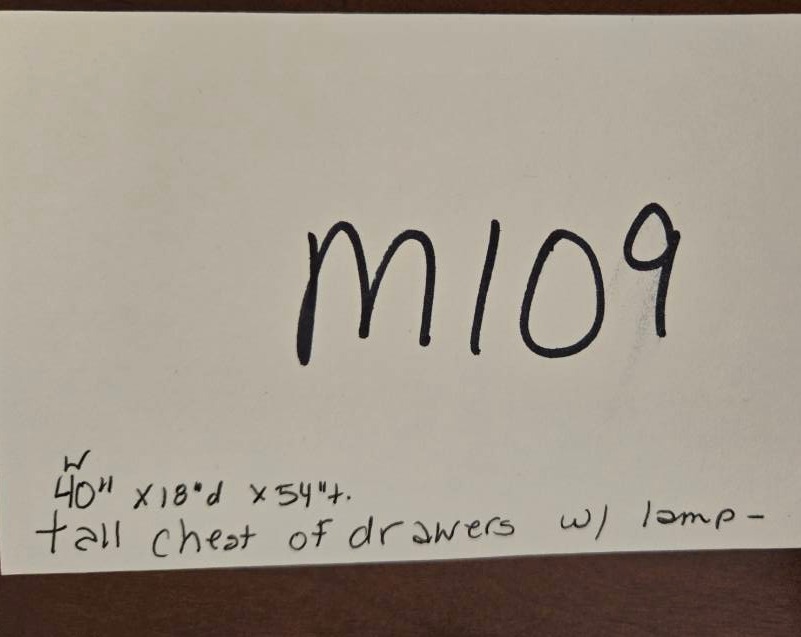 M109
W
40" x 18"d x 54"t.
tall chest of drawers w/ lamp-